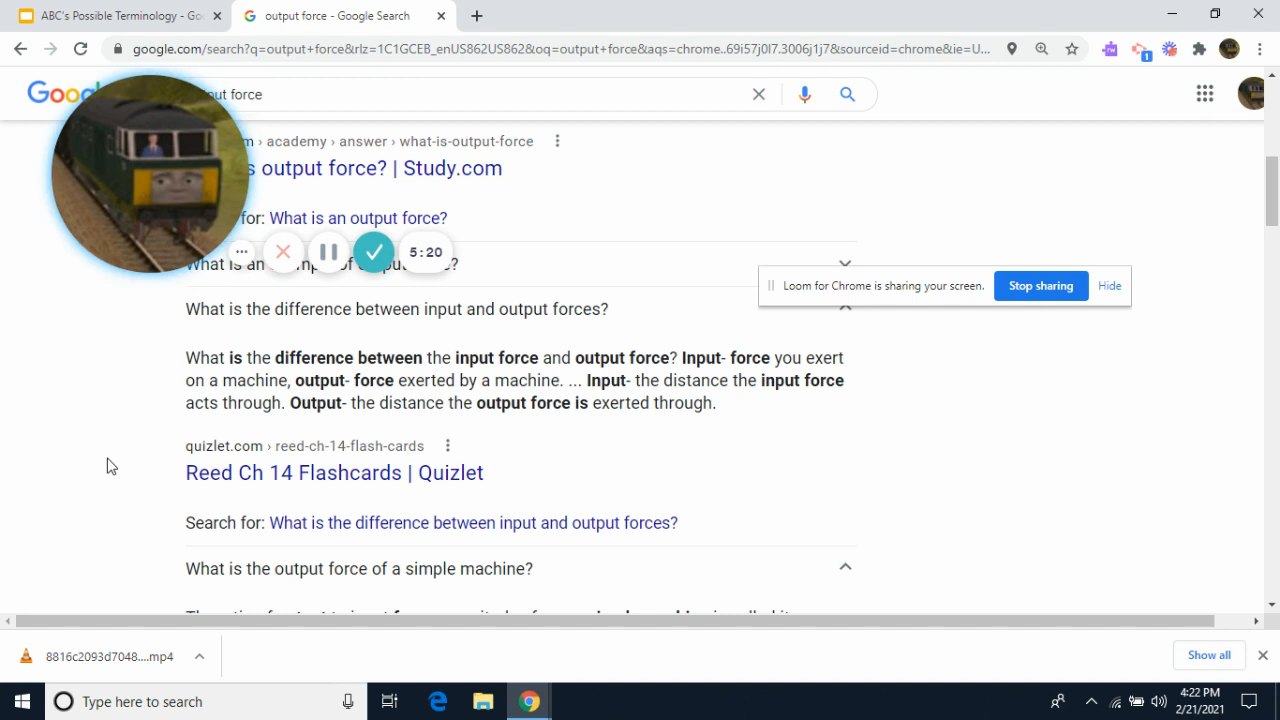 ABC's Possible Terminology - Go
output force - Google Search
google.com/search?q=output+force&rlz=1C1GCEB_enUS862US862&oq=output+force&aqs=chrome..69i57j0l7.3006j1j7&sourceid=chrome&ie=U...
1
Goog
put force
m › academy › answer › what-is-output-force
s output force? | Study.com
for: What is an output force?
5:20
What is an
?
Loom for Chrome is sharing your screen. Stop sharing Hide
What is the difference between input and output forces?
What is the difference between the input force and output force? Input- force you exert
on a machine, output- force exerted by a machine. ... Input- the distance the input force
acts through. Output- the distance the output force is exerted through.
quizlet.com › reed-ch-14-flash-cards
Reed Ch 14 Flashcards | Quizlet
Search for: What is the difference between input and output forces?
What is the output force of a simple machine?
8816c2093d7048....mp4
Show all
Type here to search
4:22 PM
2/21/2021